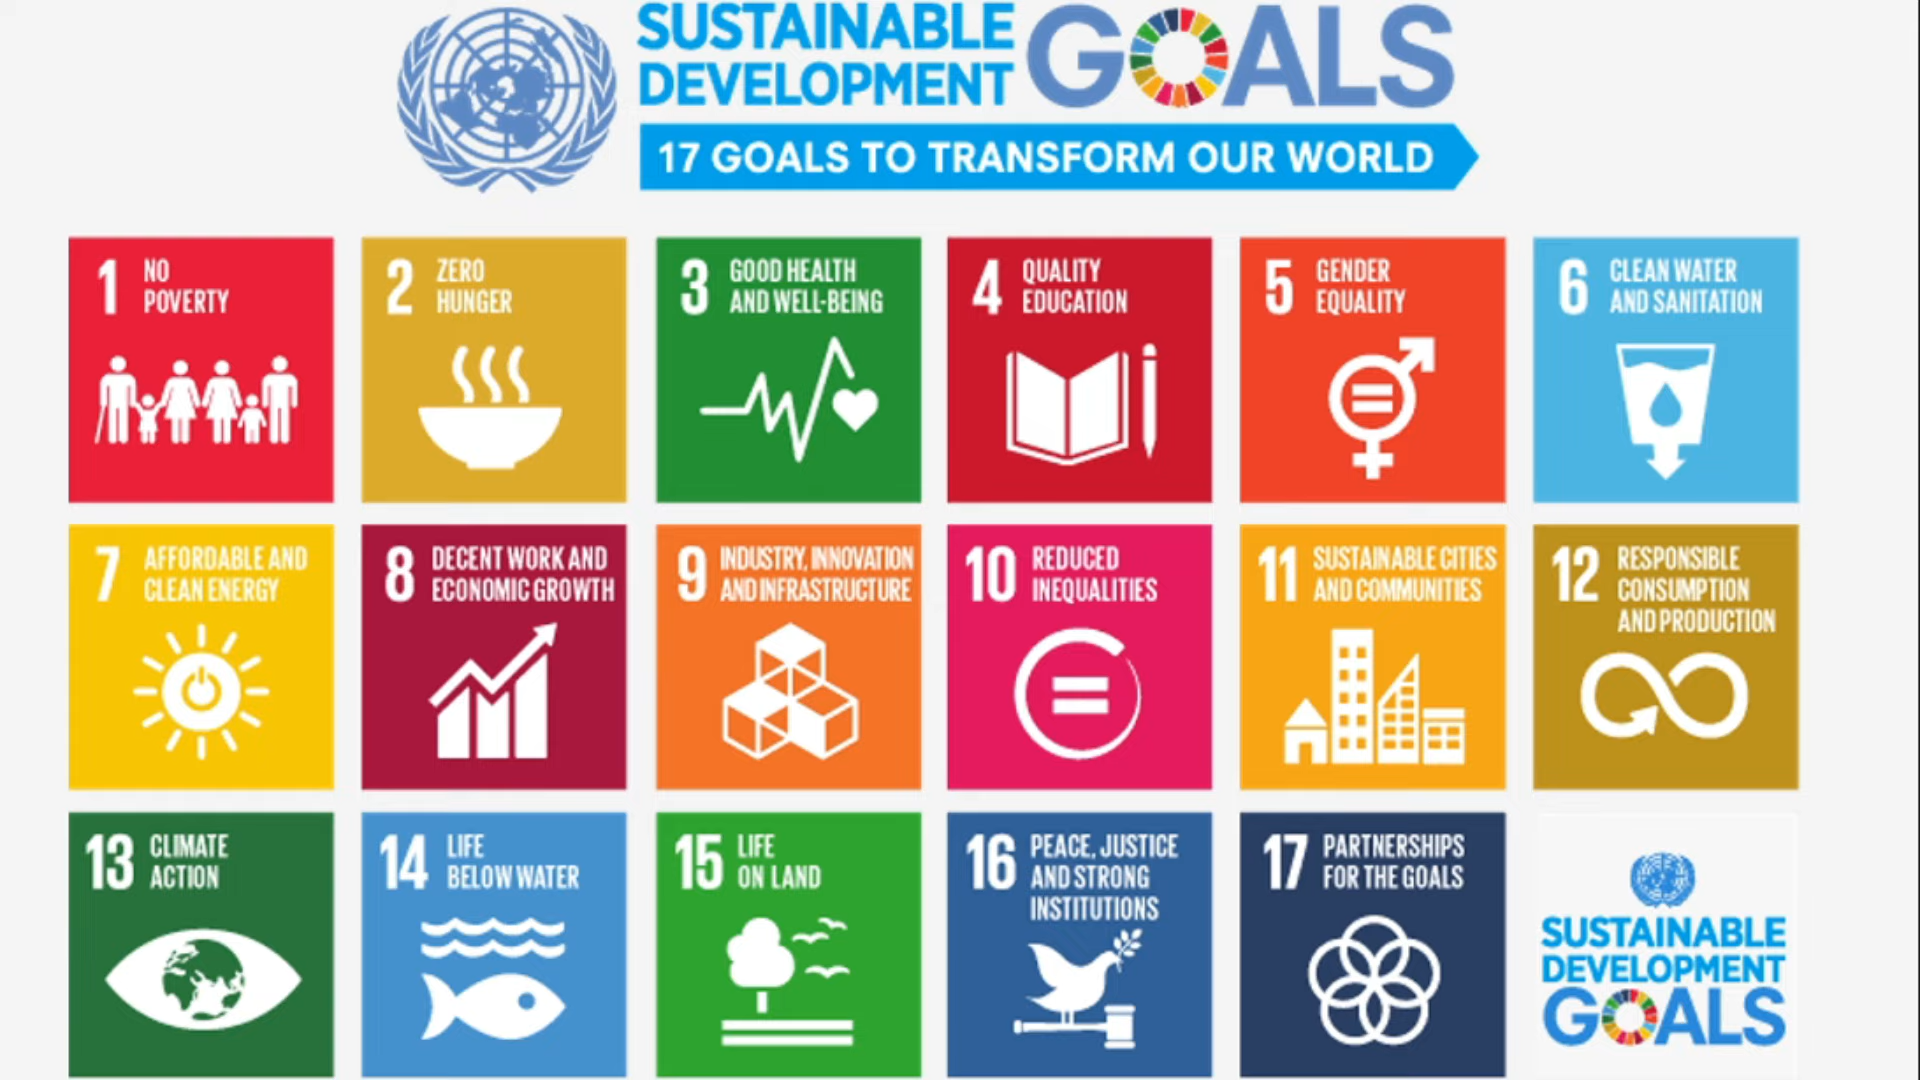 SUSTAINABLE
DEVELOPMENT
GOALS
17 GOALS TO TRANSFORM OUR WORLD
1 NO
POVERTY
2 ZERO
HUNGER
3 GOOD HEALTH
AND WELL-BEING
4 QUALITY
EDUCATION
5 GENDER
EQUALITY
6 CLEAN WATER
AND SANITATION
7 AFFORDABLE AND
CLEAN ENERGY
8 DECENT WORK AND
ECONOMIC GROWTH
9 INDUSTRY, INNOVATION
AND INFRASTRUCTURE
10 REDUCED
INEQUALITIES
11 SUSTAINABLE CITIES
AND COMMUNITIES
12 RESPONSIBLE
CONSUMPTION
AND PRODUCTION
13 CLIMATE
ACTION
14 LIFE
BELOW WATER
15 LIFE
ON LAND
16 PEACE, JUSTICE
AND STRONG
INSTITUTIONS
17 PARTNERSHIPS
FOR THE GOALS
SUSTAINABLE
DEVELOPMENT
GOALS